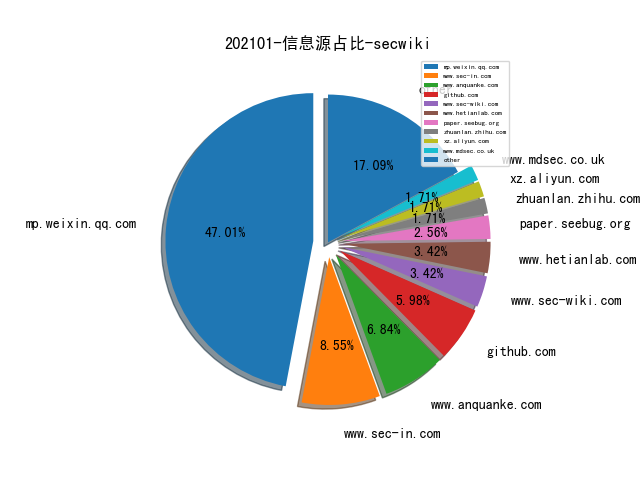 202101-信息源占比-secwiki
mp.weixin.qq.com
www.sec-in.com
www.anquanke.com
github.com
www.sec-wiki.com
www.hetianlab.com
paper.seebug.org
zhuanlan.zhihu.com
xz.aliyun.com
www.mdsec.co.uk
other
17.09%
www.mdsec.co.uk
xz.aliyun.com
1.71%
zhuanlan.zhihu.com
1.71%
1.71%
paper.seebug.org
mp.weixin.qq.com
47.01%
2.56%
3.42%
www.hetianlab.com
3.42%
www.sec-wiki.com
5.98%
6.84%
8.55%
github.com
www.anquanke.com
www.sec-in.com